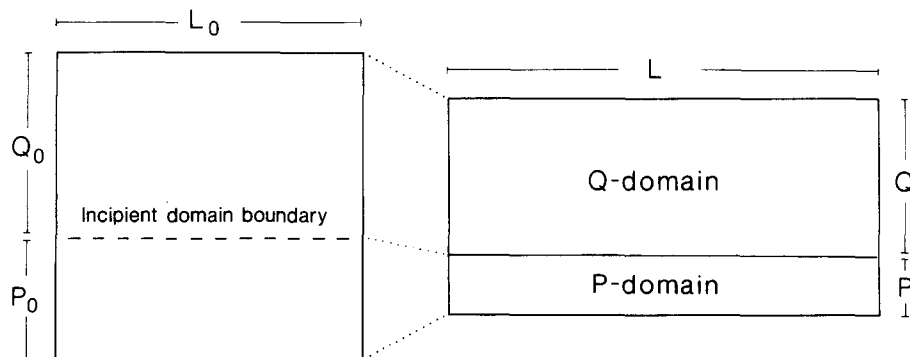 L₀
L
Q₀
Q
Q-domain
Incipient domain boundary
P₀
P-domain
P